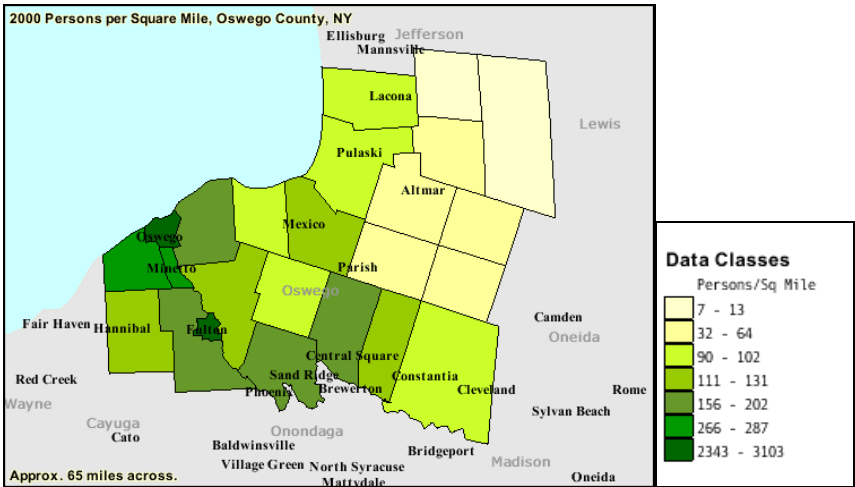 2000 Persons per Square Mile, Oswego County, NY
Ellisburg
Jefferson
Mannsville
Lacona
Lewis
Pulaski
Altmar
Mexico
Oswego
Minetto
Parish
Oswego
Fair Haven
Hannibal
Fulton
Camden
Oneida
Central Square
Red Creek
Sand Ridge
Constantia
Phoenix
Brewerton
Cleveland
Rome
Wayne
Sylvan Beach
Cayuga
Cato
Onondaga
Baldwinsville
Bridgeport
Village Green
North Syracuse
Madison
Mattydale
Oneida
Approx. 65 miles across.
Data Classes
Persons/Sq Mile
7 - 13
32 - 64
90 - 102
111 - 131
156 - 202
266 - 287
2343 - 3103